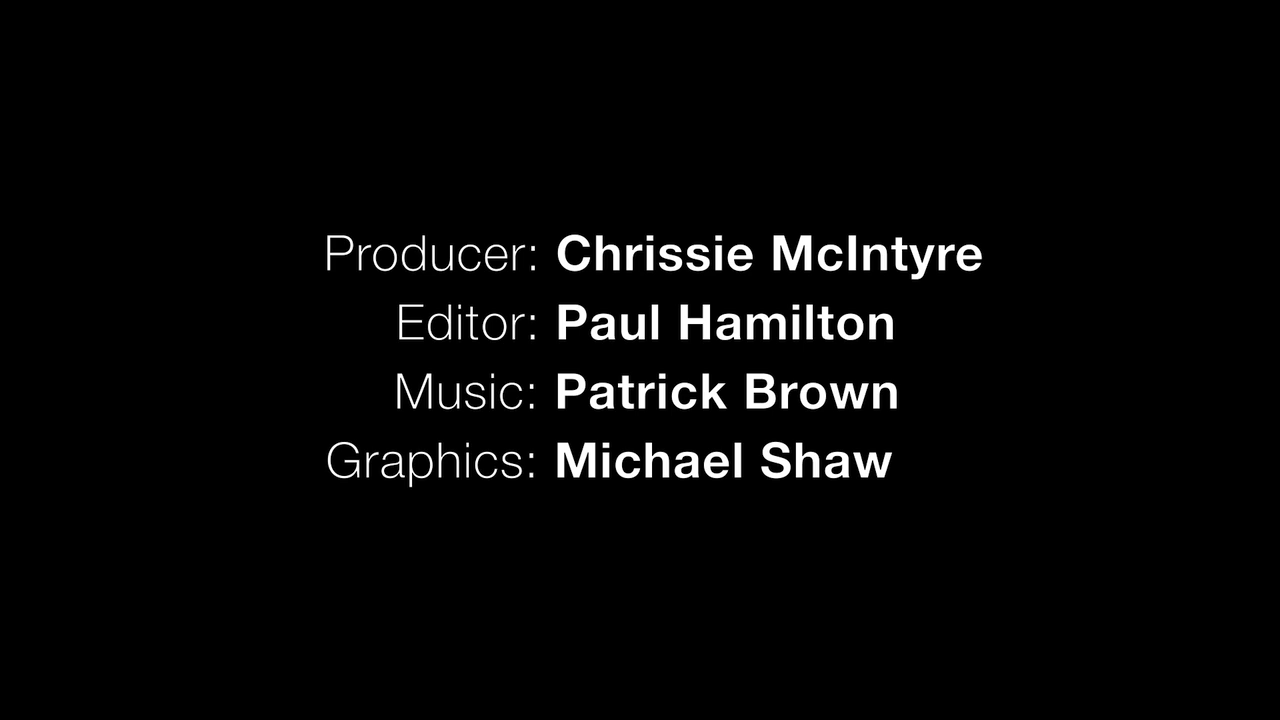 Producer: Chrissie McIntyre
Editor: Paul Hamilton
Music: Patrick Brown
Graphics: Michael Shaw